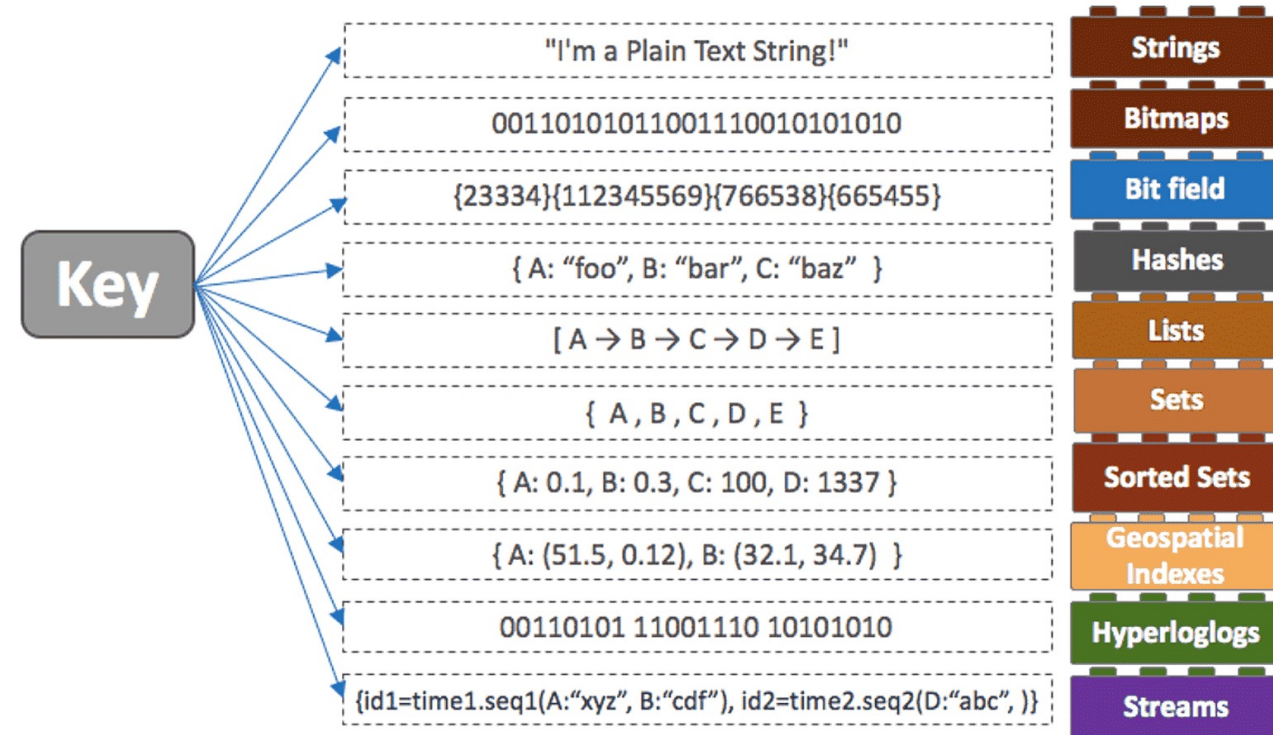 "I'm a Plain Text String!"
Strings
00110101011001110010101010
Bitmaps
{23334}{112345569}{766538}{665455}
Bit field
Key
{ A: “foo”, B: “bar”, C: “baz” }
Hashes
[ A → B → C → D → E ]
Lists
{ A , B , C , D , E }
Sets
{ A: 0.1, B: 0.3, C: 100, D: 1337 }
Sorted Sets
{ A: (51.5, 0.12), B: (32.1, 34.7) }
Geospatial
Indexes
00110101 11001110 10101010
Hyperloglogs
{id1=time1.seq1(A:“xyz”, B:“cdf”), id2=time2.seq2(D:“abc”, )}
Streams